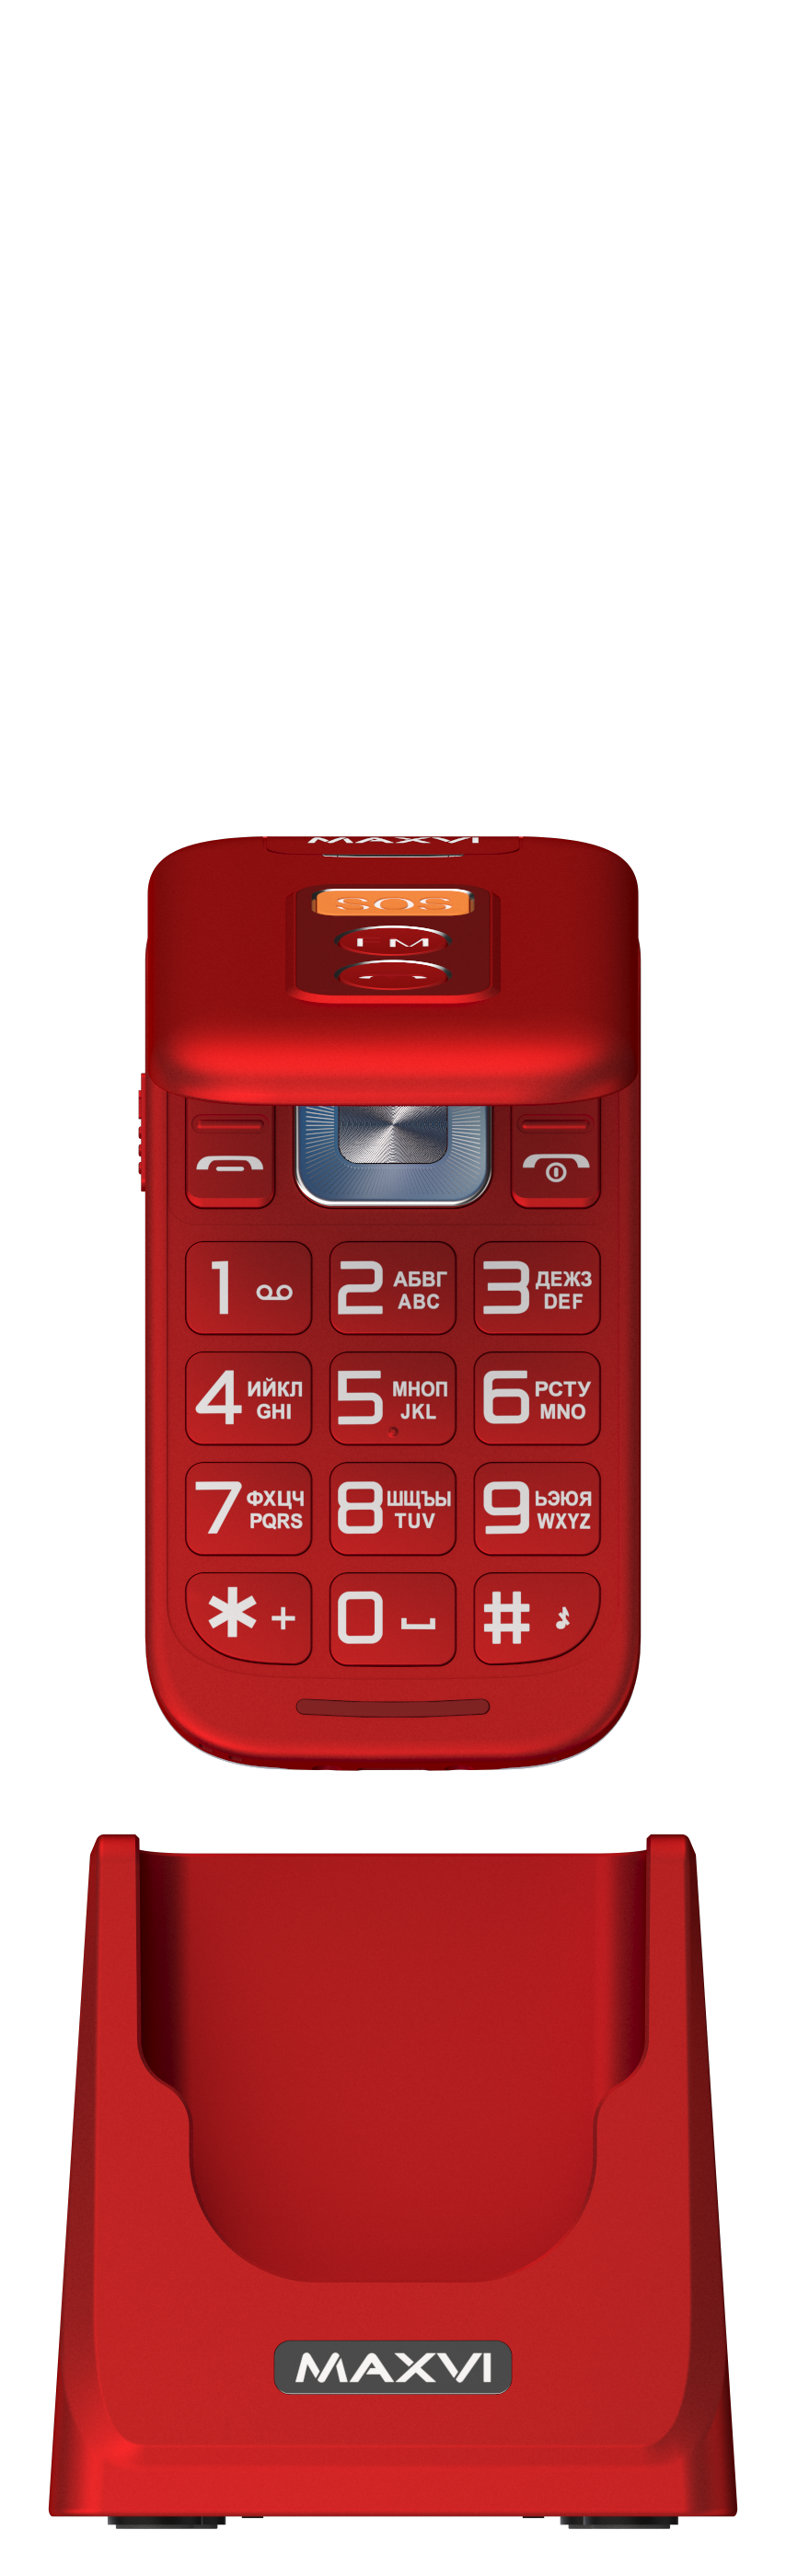 MAXVI
SOS
FM
1
2 АБВГ
ABC
3 ДЕЖЗ
DEF
4 ИЙКЛ
GHI
5 МНОП
JKL
6 РСТУ
MNO
7 ФХЦЧ
PQRS
8 ШЩЪЫ
TUV
9 ЬЭЮЯ
WXYZ
* +
0
#
MAXVI